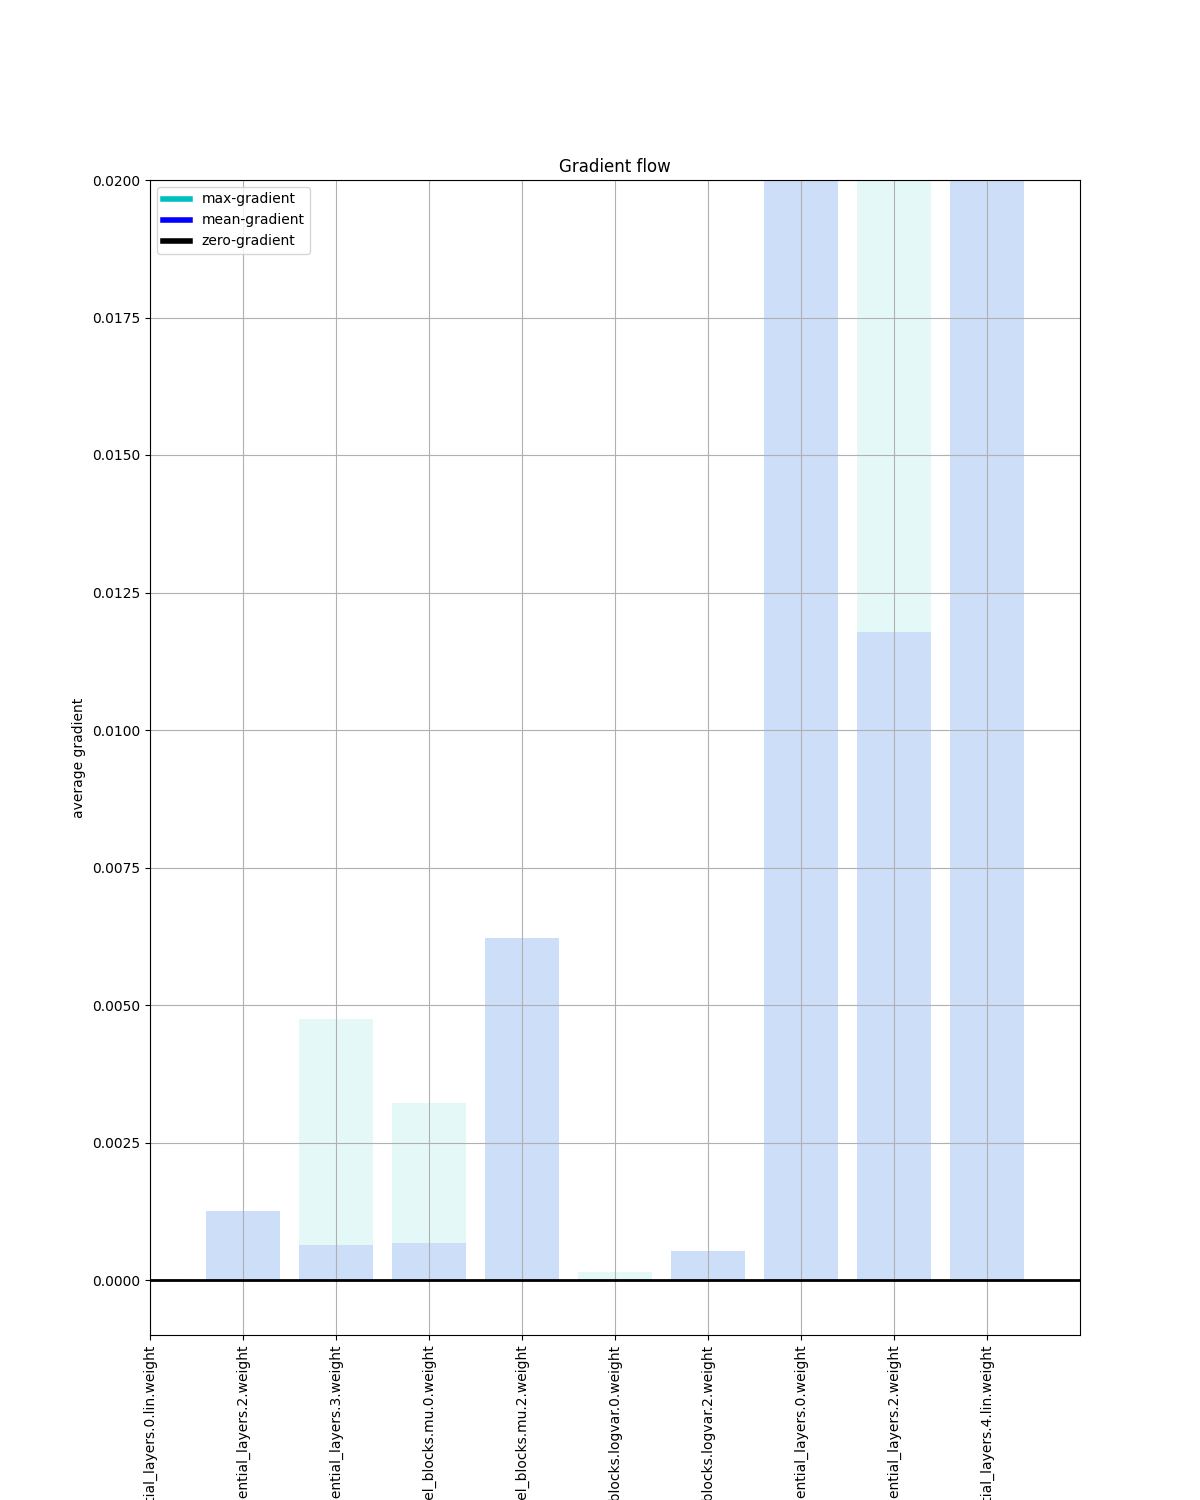 Gradient flow
max-gradient
mean-gradient
zero-gradient
average gradient
0.0200
0.0175
0.0150
0.0125
0.0100
0.0075
0.0050
0.0025
0.0000
tial_layers.0.lin.weight
ential_layers.2.weight
ential_layers.3.weight
el_blocks.mu.0.weight
el_blocks.mu.2.weight
blocks.logvar.0.weight
blocks.logvar.2.weight
ential_layers.0.weight
ential_layers.2.weight
tial_layers.4.lin.weight